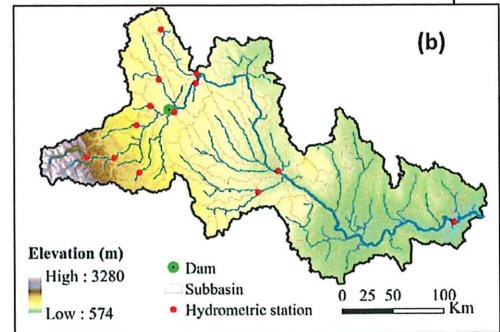 (b)
Elevation (m)
High : 3280
Low : 574
Dam
Subbasin
Hydrometric station
0 25 50 100
Km